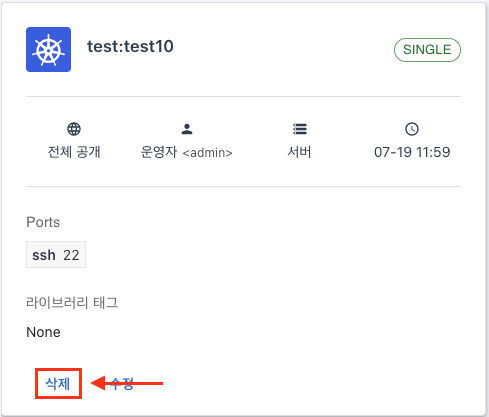 test:test10
SINGLE
전체 공개
운영자 <admin>
서버
07-19 11:59
Ports
ssh 22
라이브러리 태그
None
삭제 수정